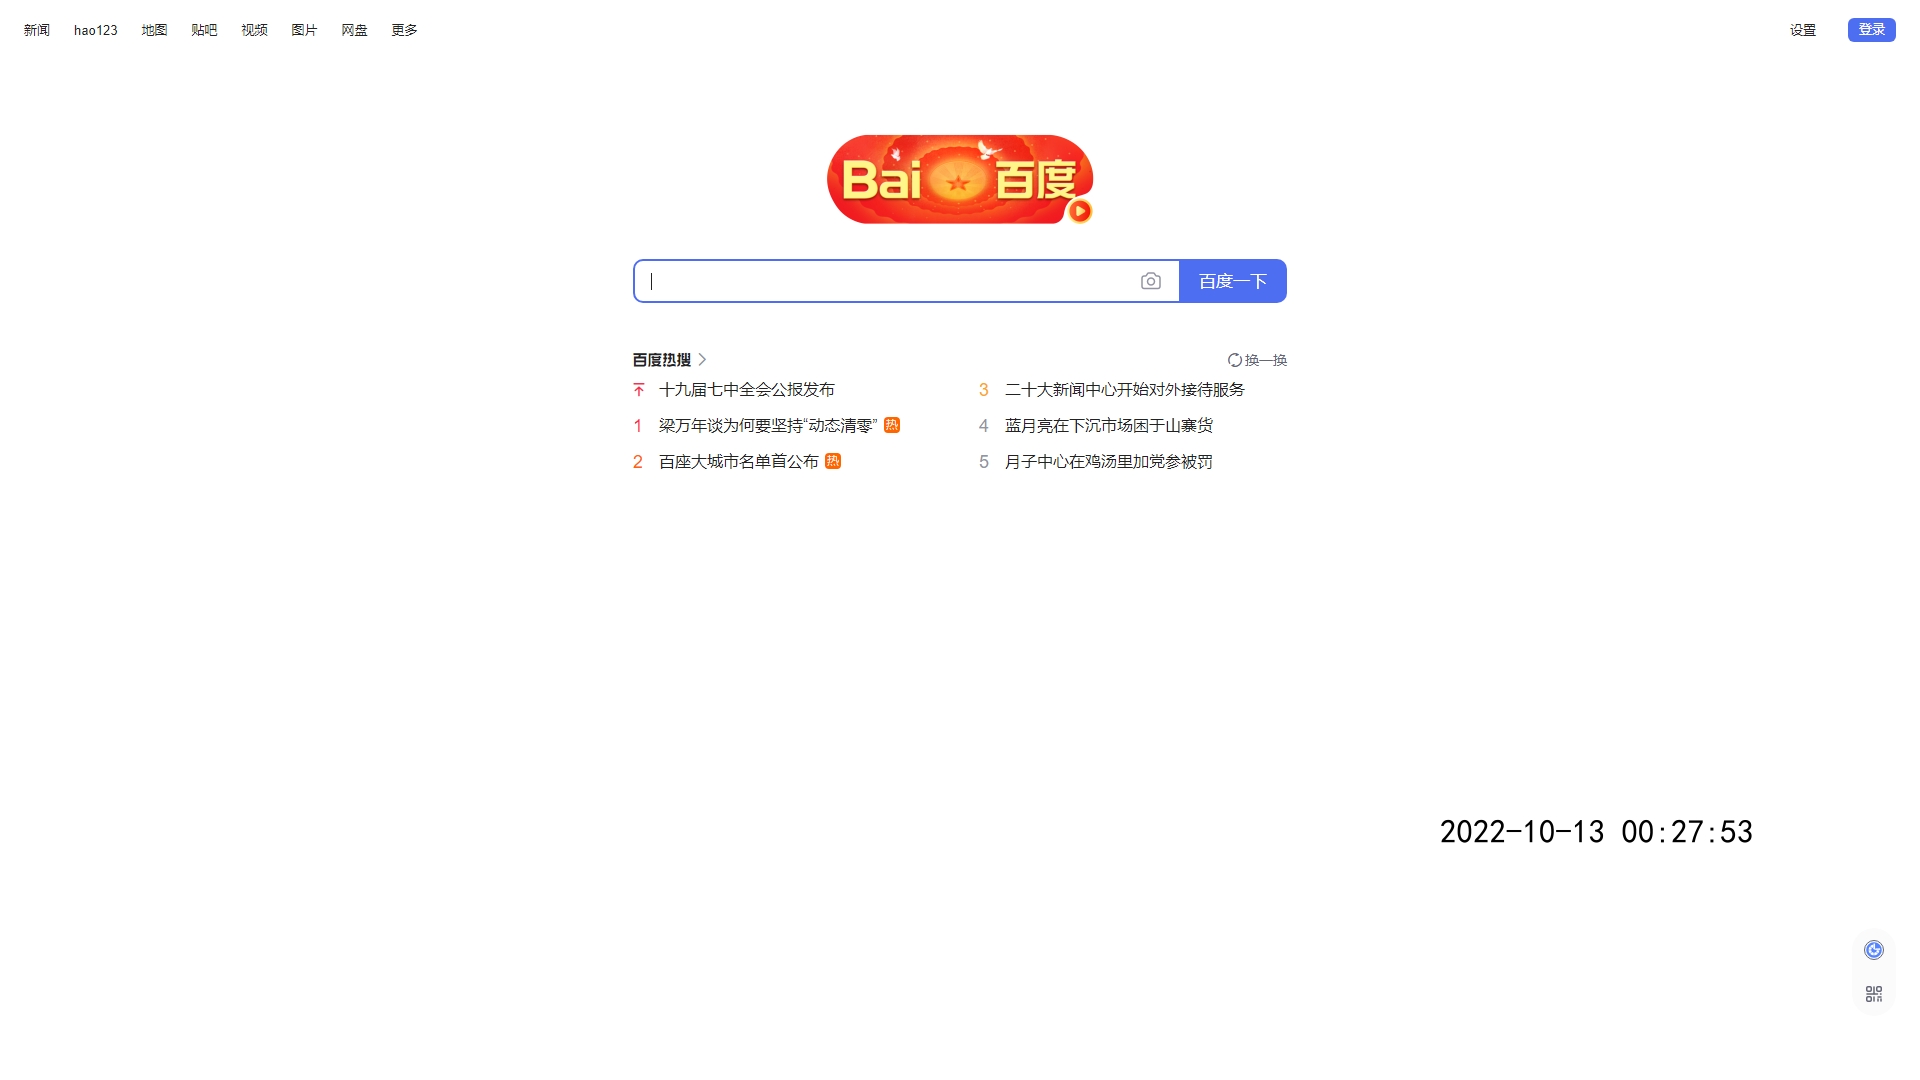 新闻 hao123 地图 贴吧 视频 图片 网盘 更多 设置 登录
Bai 百度
百度一下
百度热搜 换一换
十九届七中全会公报发布
1 梁万年谈为何要坚持“动态清零” 热
2 百座大城市名单首公布 热
3 二十大新闻中心开始对外接待服务
4 蓝月亮在下沉市场困于山寨货
5 月子中心在鸡汤里加党参被罚
2022-10-13 00:27:53